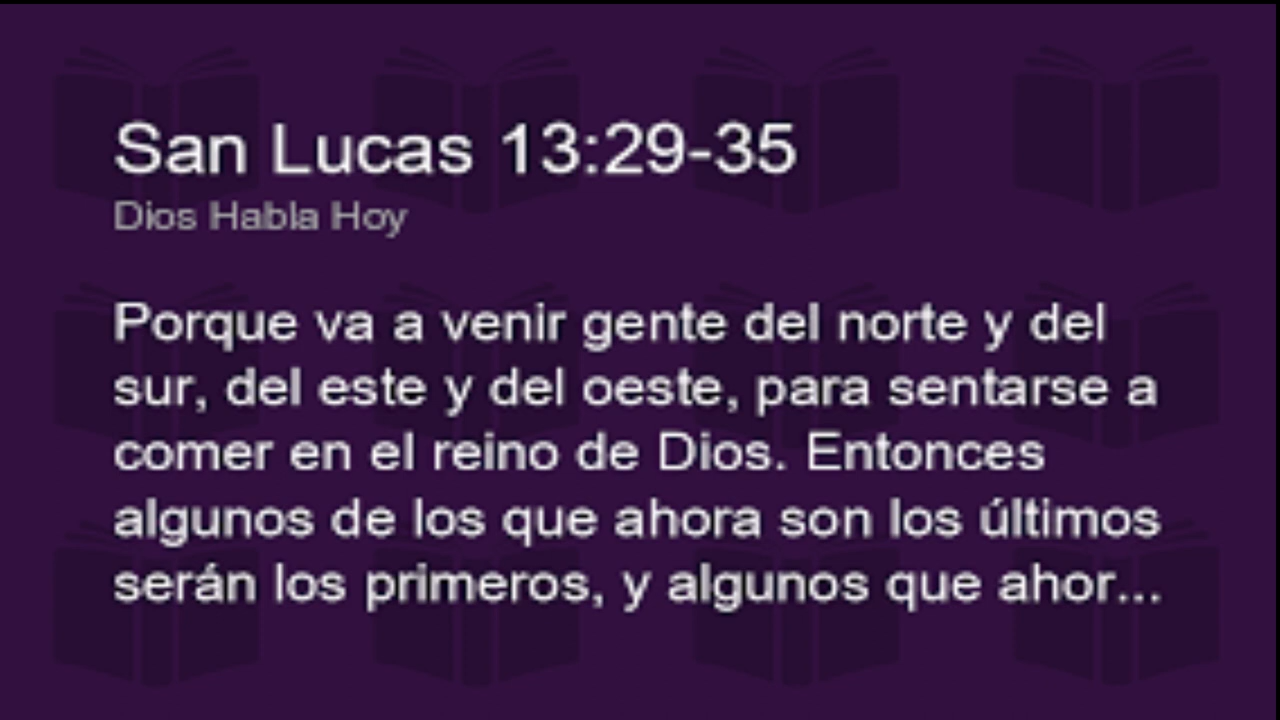 San Lucas 13:29-35
Dios Habla Hoy
Porque va a venir gente del norte y del
sur, del este y del oeste, para sentarse a
comer en el reino de Dios. Entonces
algunos de los que ahora son los últimos
serán los primeros, y algunos que ahor...